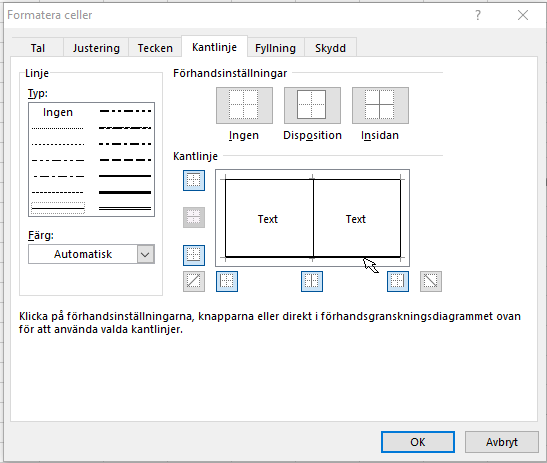 Formatera celler
?
Tal Justering Tecken Kantlinje Fyllning Skydd
Linje
Typ:
Ingen
Färg:
Automatisk
Förhandsinställningar
Ingen Disposition Insidan
Kantlinje
Text Text
Klicka på förhandsinställningarna, knapparna eller direkt i förhandsgranskningsdiagrammet ovan
för att använda valda kantlinjer.
OK Avbryt